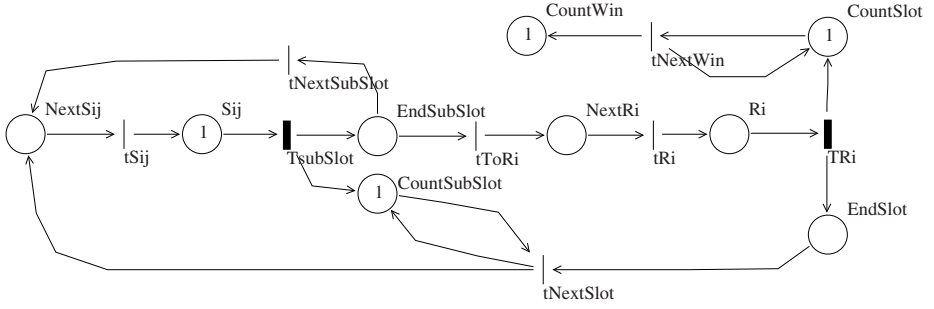 CountWin
CountSlot
1
1
tNextWin
tNextSubSlot
NextSij
Sij
EndSubSlot
NextRi
Ri
1
tSij
TsubSlot
tToRi
tRi
TRi
CountSubSlot
1
EndSlot
tNextSlot